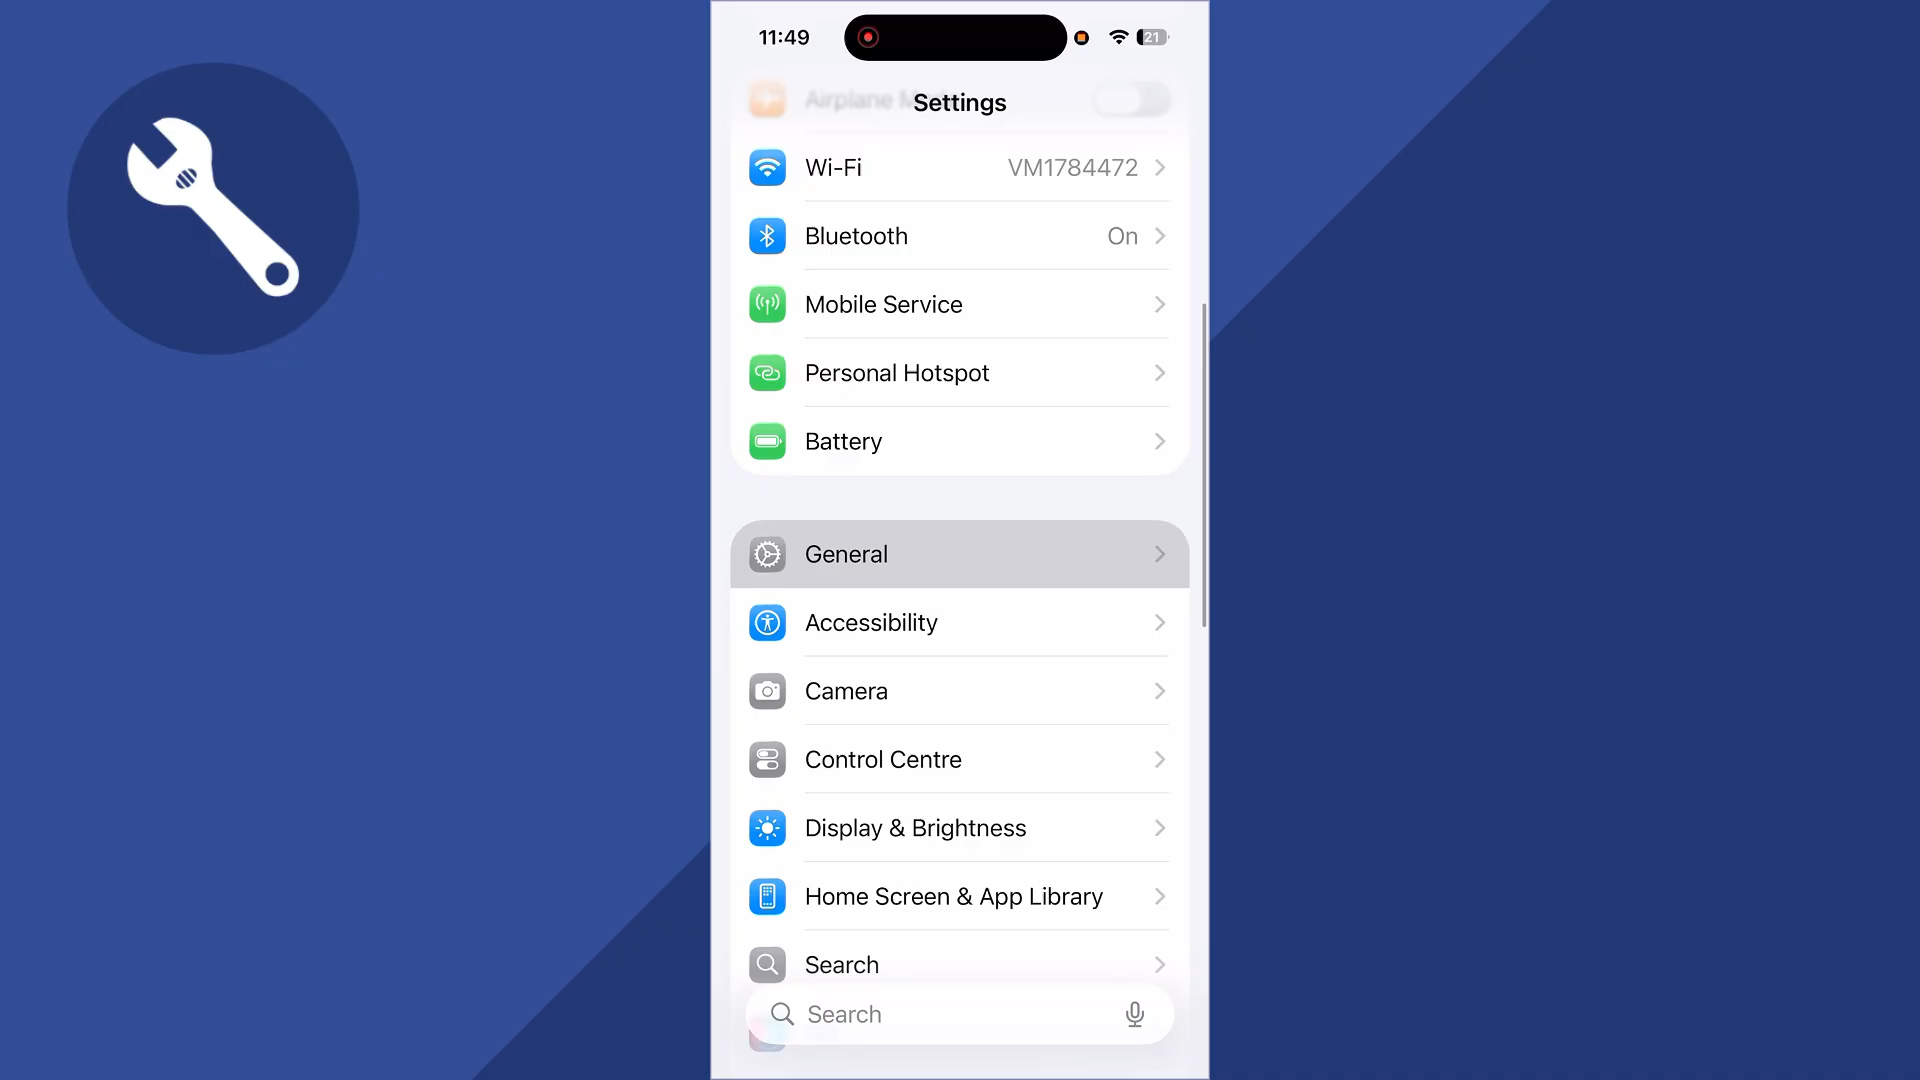 11:49
21
Airplane M
Settings
Wi-Fi VM1784472
Bluetooth On
Mobile Service
Personal Hotspot
Battery
General
Accessibility
Camera
Control Centre
Display & Brightness
Home Screen & App Library
Search
Search